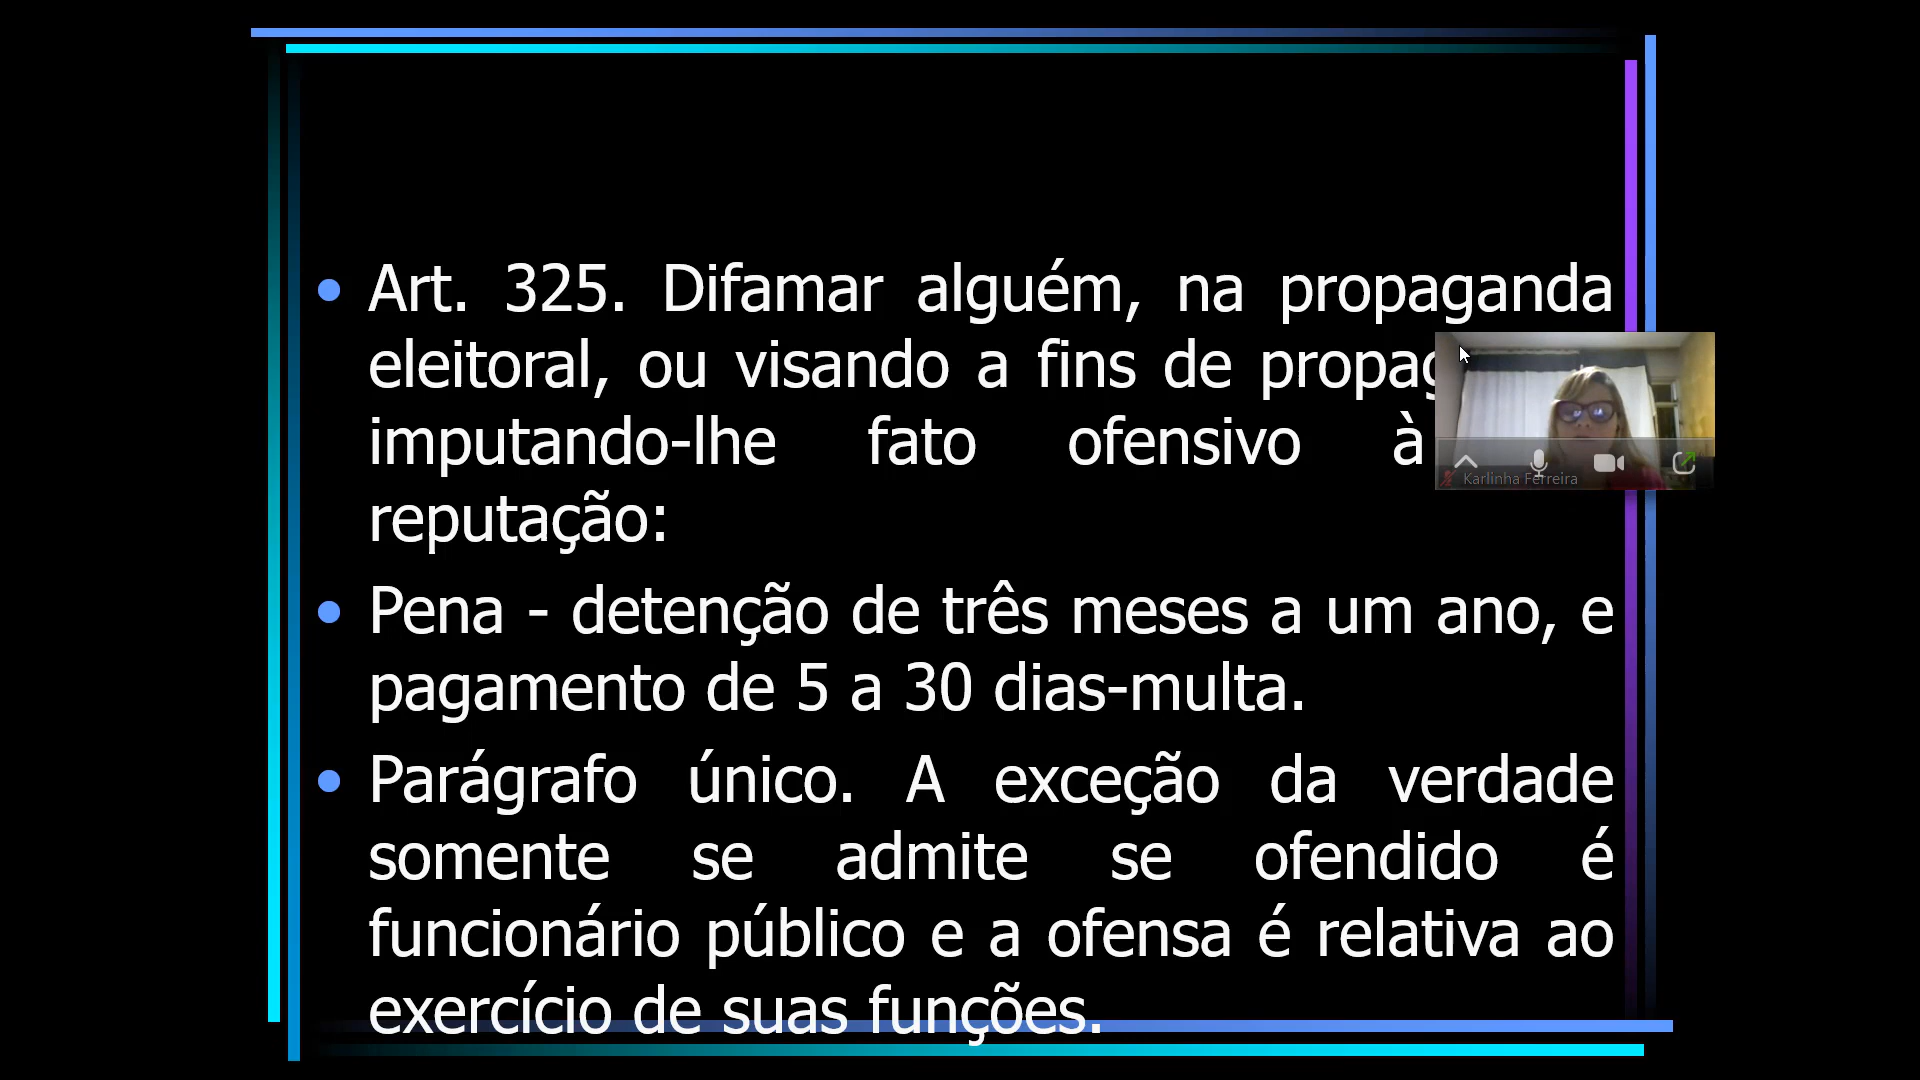 Art. 325. Difamar alguém, na propaganda
eleitoral, ou visando a fins de
imputando-lhe fato ofensivo à
reputação:
Pena - detenção de três meses a um ano, e
pagamento de 5 a 30 dias-multa.
Parágrafo único. A exceção da verdade
somente se admite se ofendido é
funcionário público e a ofensa é relativa ao
exercício de suas funções.
Karlinha Ferreira